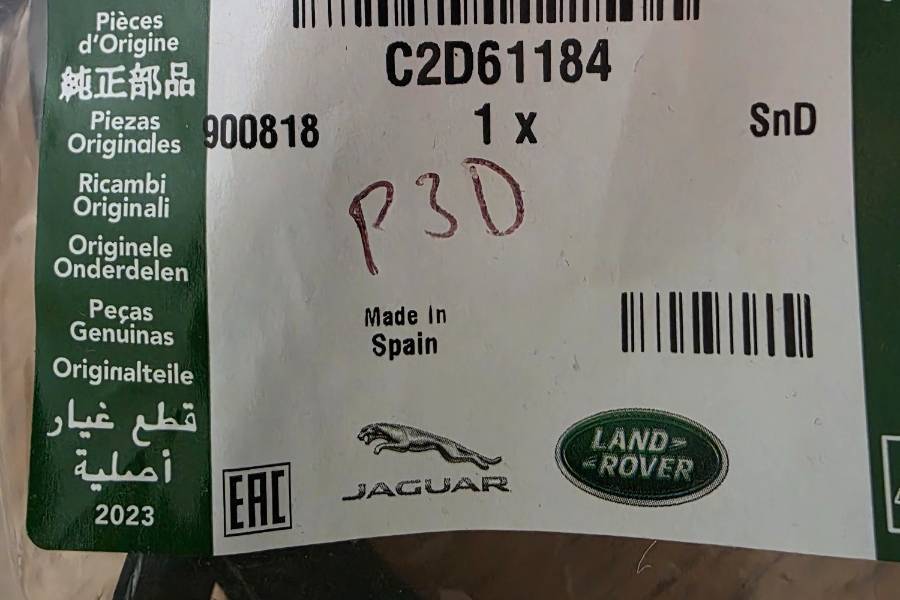 Pièces
d'Origine
純正部品
Piezas
Originales
Ricambi
Originali
Originele
Onderdelen
Peças
Genuinas
Originalteile
قطع غيار
أصلية
2023
C2D61184
900818 1 x SnD
P3D
Made In
Spain
EAC
JAGUAR
LAND-
-ROVER